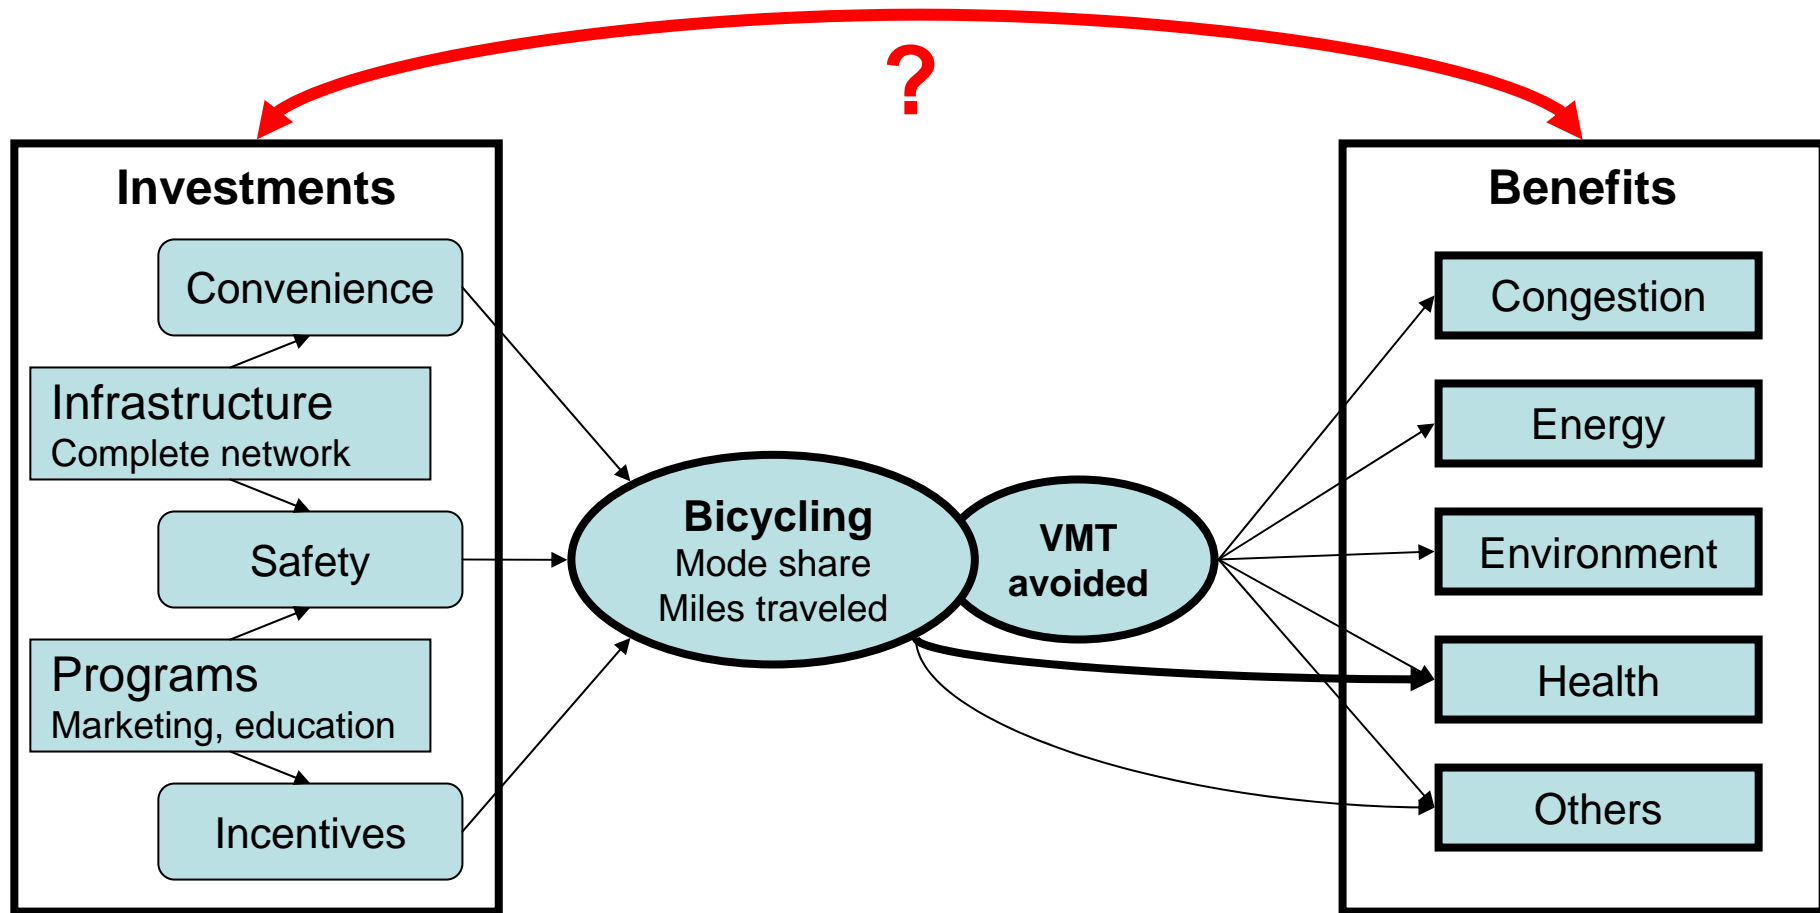 ?
Investments
Convenience
Infrastructure
Complete network
Safety
Programs
Marketing, education
Incentives
Bicycling
Mode share
Miles traveled
VMT
avoided
Benefits
Congestion
Energy
Environment
Health
Others